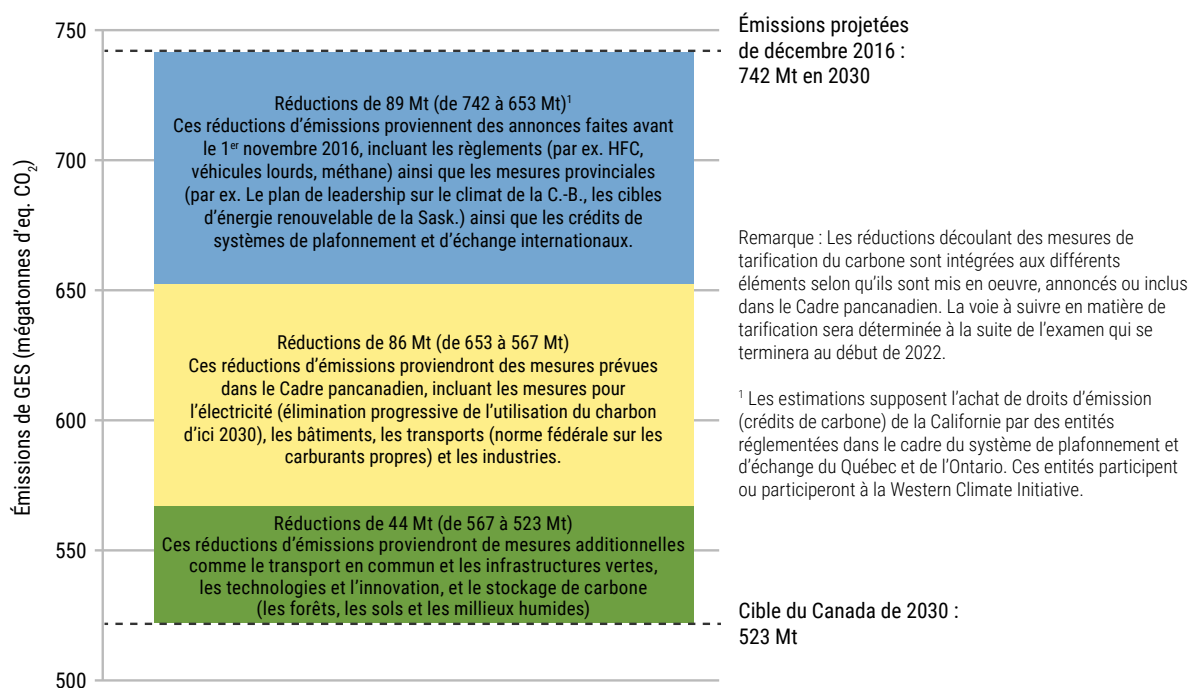 Émissions de GES (mégatonnes d'eq. CO₂)
750
700
650
600
550
500
Réductions de 89 Mt (de 742 à 653 Mt)¹
Ces réductions d'émissions proviennent des annonces faites avant
le 1er novembre 2016, incluant les règlements (par ex. HFC,
véhicules lourds, méthane) ainsi que les mesures provinciales
(par ex. Le plan de leadership sur le climat de la C.-B., les cibles
d'énergie renouvelable de la Sask.) ainsi que les crédits de
systèmes de plafonnement et d'échange internationaux.
Réductions de 86 Mt (de 653 à 567 Mt)
Ces réductions d'émissions proviendront des mesures prévues
dans le Cadre pancanadien, incluant les mesures pour
l'électricité (élimination progressive de l'utilisation du charbon
d'ici 2030), les bâtiments, les transports (norme fédérale sur les
carburants propres) et les industries.
Réductions de 44 Mt (de 567 à 523 Mt)
Ces réductions d'émissions proviendront de mesures additionnelles
comme le transport en commun et les infrastructures vertes,
les technologies et l'innovation, et le stockage de carbone
(les forêts, les sols et les millieux humides)
Émissions projetées
de décembre 2016 :
742 Mt en 2030
Remarque : Les réductions découlant des mesures de
tarification du carbone sont intégrées aux différents
éléments selon qu'ils sont mis en oeuvre, annoncés ou inclus
dans le Cadre pancanadien. La voie à suivre en matière de
tarification sera déterminée à la suite de l'examen qui se
terminera au début de 2022.
¹ Les estimations supposent l'achat de droits d'émission
(crédits de carbone) de la Californie par des entités
réglementées dans le cadre du système de plafonnement et
d'échange du Québec et de l'Ontario. Ces entités participent
ou participeront à la Western Climate Initiative.
Cible du Canada de 2030 :
523 Mt